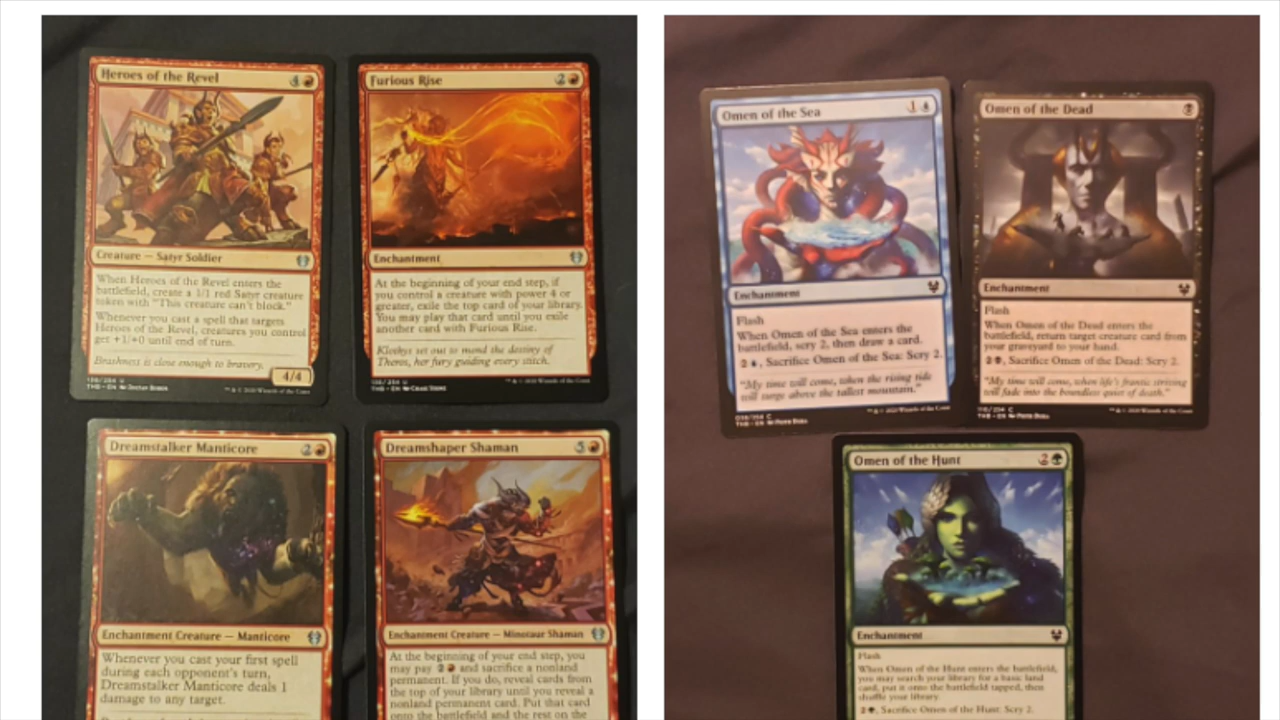 Heroes of the Revel 4
Creature — Satyr Soldier
When Heroes of the Revel enters the
battlefield, create a 1/1 red Satyr creature
token with "This creature can't block."
Whenever you cast a spell that targets
Heroes of the Revel, creatures you control
get +1/+0 until end of turn.
Brashness is close enough to bravery.
4/4
Furious Rise 2
Enchantment
At the beginning of your end step, if
you control a creature with power 4 or
greater, exile the top card of your library.
You may play that card until you exile
another card with Furious Rise.
Klothys set out to mend the destiny of
Theros, her fury guiding every stitch.
Dreamstalker Manticore 2
Enchantment Creature — Manticore
Whenever you cast your first spell
during each opponent's turn,
Dreamstalker Manticore deals 1
damage to any target.
Dreamshaper Shaman 5
Enchantment Creature — Minotaur Shaman
At the beginning of your end step, you
may pay 2 and sacrifice a nonland
permanent. If you do, reveal cards from
the top of your library until you reveal a
nonland permanent card. Put that card
onto the battlefield and the rest on the
Omen of the Sea 1
Enchantment
Flash
When Omen of the Sea enters the
battlefield, scry 2, then draw a card.
2, Sacrifice Omen of the Sea: Scry 2.
"My time will come, when the rising tide
will surge above the tallest mountain."
Omen of the Dead
Enchantment
Flash
When Omen of the Dead enters the
battlefield, return target creature card from
your graveyard to your hand.
2, Sacrifice Omen of the Dead: Scry 2.
"My time will come, when life's frantic striving
will fade into the boundless quiet of death."
Omen of the Hunt 2
Enchantment
Flash
When Omen of the Hunt enters the battlefield,
you may search your library for a basic land
card, put it onto the battlefield tapped, then
shuffle your library.
2, Sacrifice Omen of the Hunt: Scry 2.